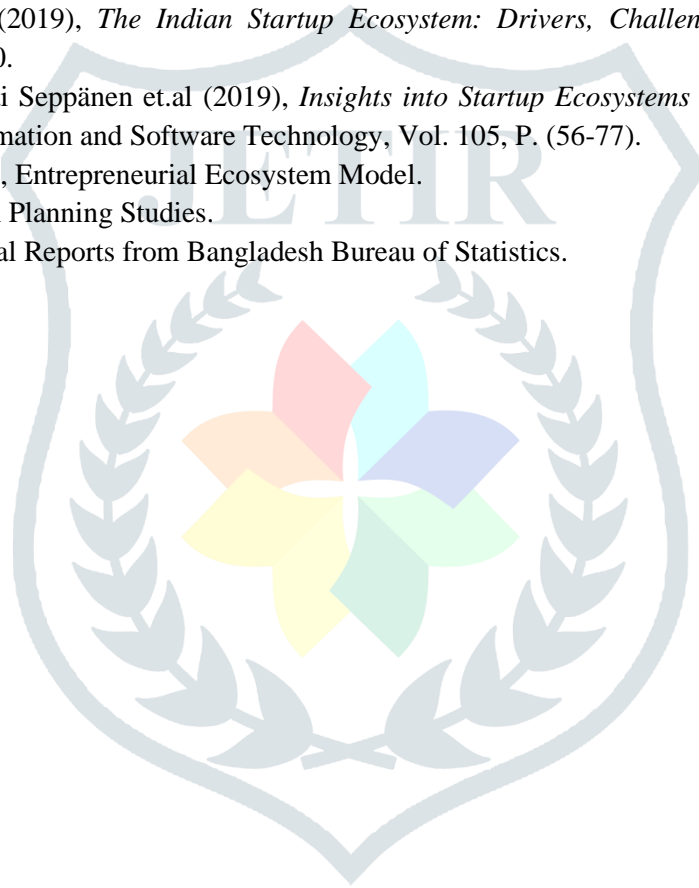 (2019), The Indian Startup Ecosystem: Drivers, Challen
0.
i Seppänen et.al (2019), Insights into Startup Ecosystems
mation and Software Technology, Vol. 105, P. (56-77).
, Entrepreneurial Ecosystem Model.
Planning Studies.
al Reports from Bangladesh Bureau of Statistics.
JETIR